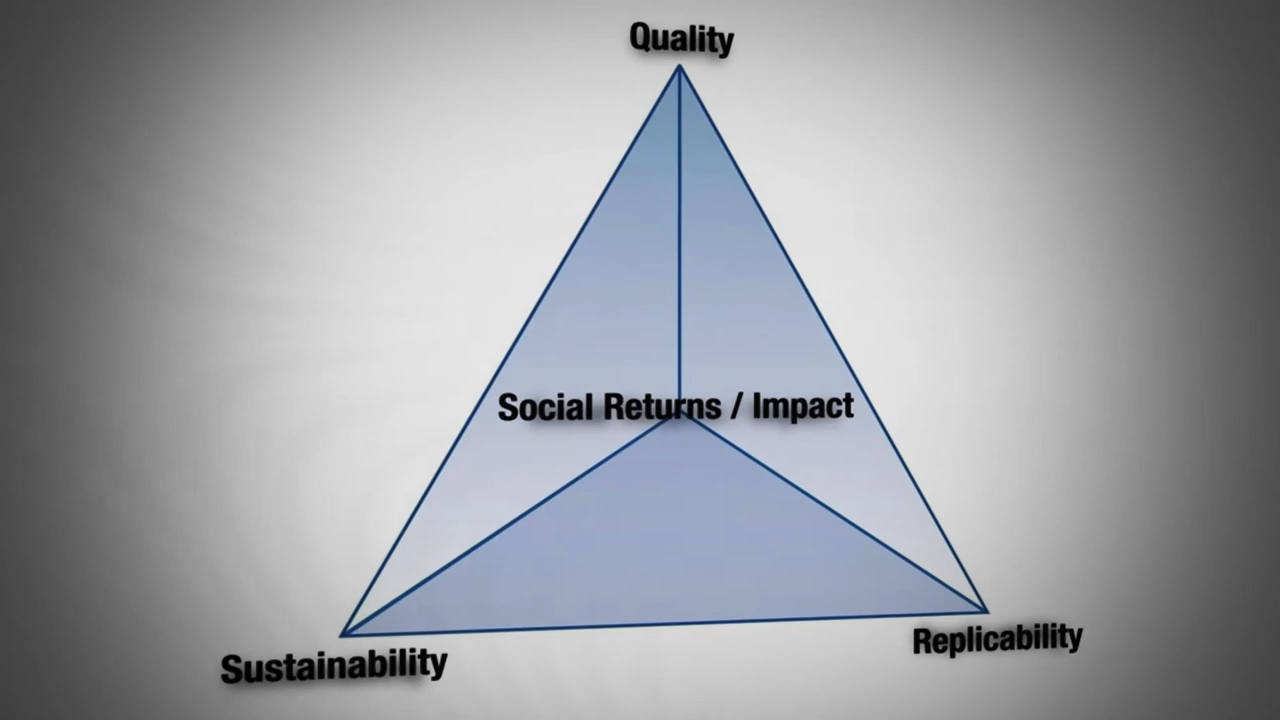 Quality
Social Returns / Impact
Replicability
Sustainability